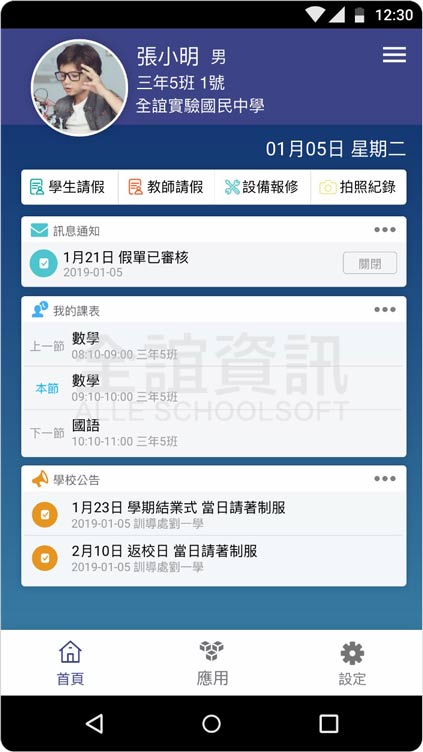 12:30
張小明 男
三年5班 1號
全誼實驗國民中學
01月05日 星期二
學生請假
教師請假
設備報修
拍照紀錄
訊息通知
1月21日 假單已審核
2019-01-05
關閉
我的課表
上一節
數學
08:10-09:00 三年5班
本節
數學
09:10-10:00 三年5班
下一節
國語
10:10-11:00 三年5班
全誼資訊
ALLE SCHOOLSOFT
學校公告
1月23日 學期結業式 當日請著制服
2019-01-05 訓導處劉一學
2月10日 返校日 當日請著制服
2019-01-05 訓導處劉一學
首頁
應用
設定